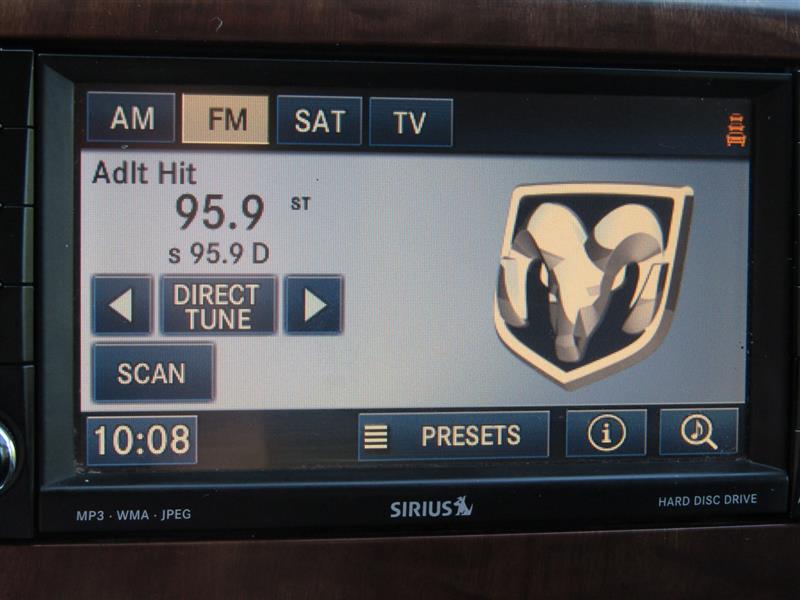 AM FM SAT TV
Adlt Hit
95.9 ST
s 95.9 D
DIRECT
TUNE
SCAN
10:08 PRESETS i
MP3 · WMA · JPEG SIRIUS HARD DISC DRIVE